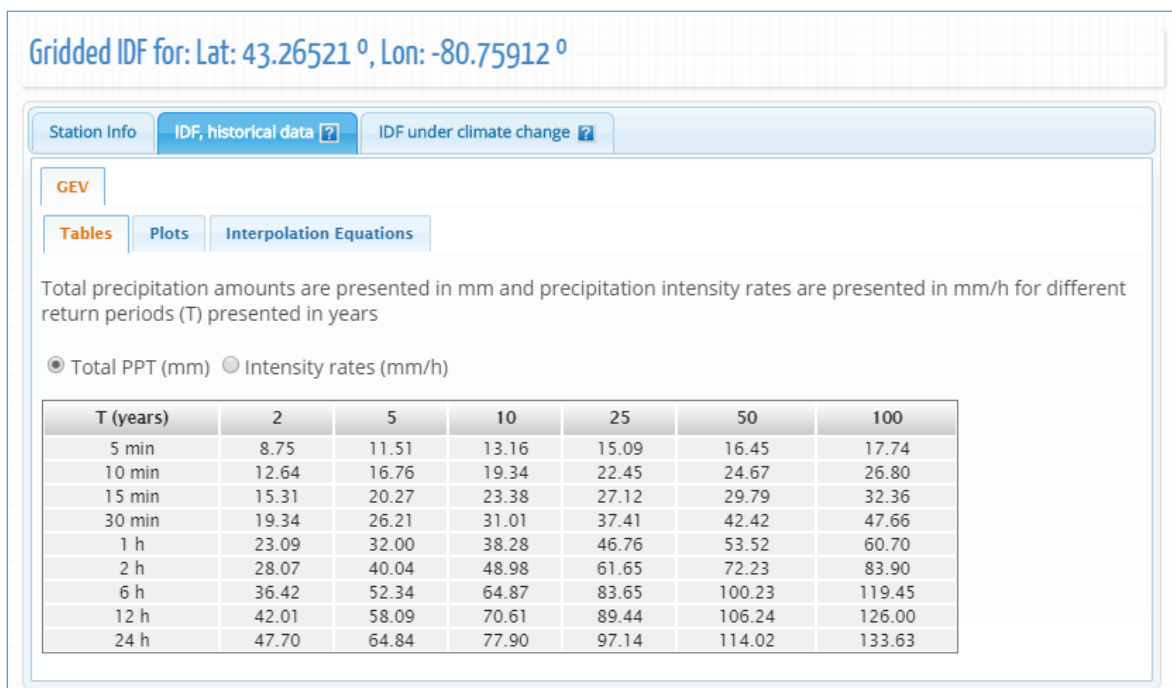 Gridded IDF for: Lat: 43.26521 º, Lon: -80.75912 º
Station Info IDF, historical data ? IDF under climate change ?
GEV
Tables Plots Interpolation Equations
Total precipitation amounts are presented in mm and precipitation intensity rates are presented in mm/h for different
return periods (T) presented in years
Total PPT (mm) Intensity rates (mm/h)
T (years) 2 5 10 25 50 100
5 min 8.75 11.51 13.16 15.09 16.45 17.74
10 min 12.64 16.76 19.34 22.45 24.67 26.80
15 min 15.31 20.27 23.38 27.12 29.79 32.36
30 min 19.34 26.21 31.01 37.41 42.42 47.66
1 h 23.09 32.00 38.28 46.76 53.52 60.70
2 h 28.07 40.04 48.98 61.65 72.23 83.90
6 h 36.42 52.34 64.87 83.65 100.23 119.45
12 h 42.01 58.09 70.61 89.44 106.24 126.00
24 h 47.70 64.84 77.90 97.14 114.02 133.63